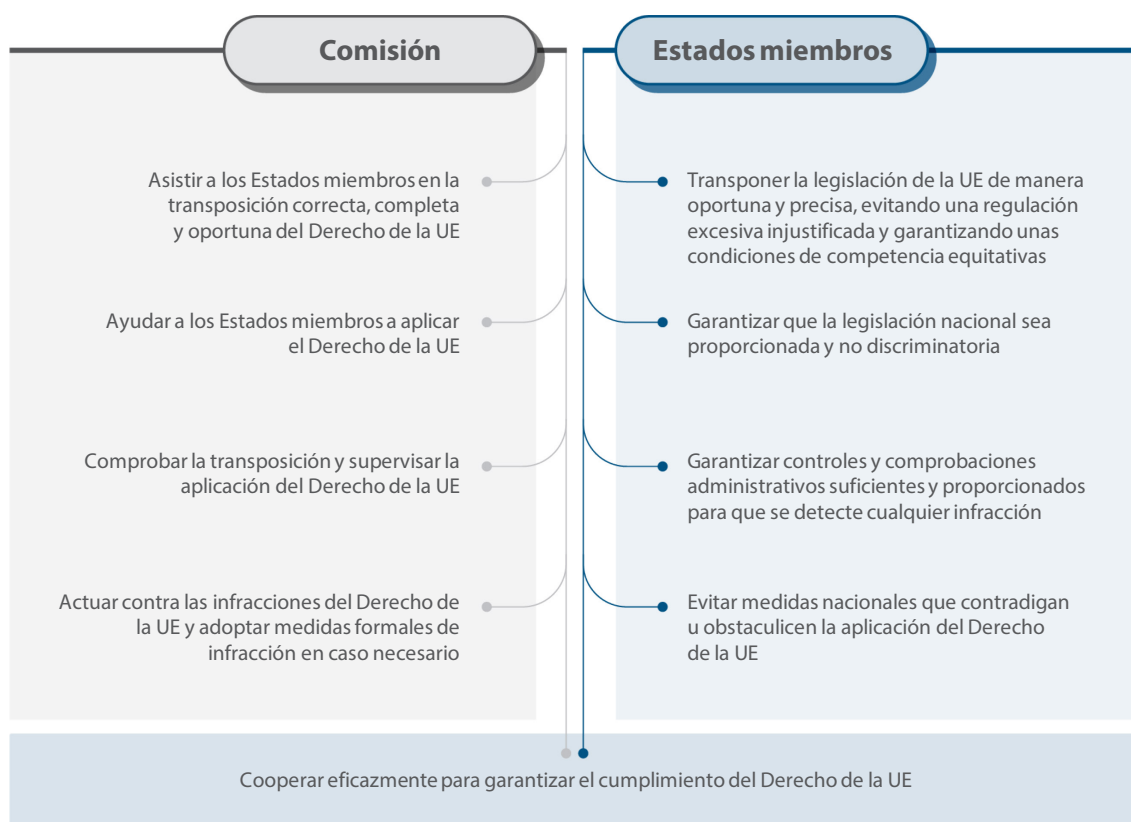 Comisión
Asistir a los Estados miembros en la
transposición correcta, completa
y oportuna del Derecho de la UE
Ayudar a los Estados miembros a aplicar
el Derecho de la UE
Comprobar la transposición y supervisar la
aplicación del Derecho de la UE
Actuar contra las infracciones del Derecho de
la UE y adoptar medidas formales de
infracción en caso necesario
Estados miembros
Transponer la legislación de la UE de manera
oportuna y precisa, evitando una regulación
excesiva injustificada y garantizando unas
condiciones de competencia equitativas
Garantizar que la legislación nacional sea
proporcionada y no discriminatoria
Garantizar controles y comprobaciones
administrativos suficientes y proporcionados
para que se detecte cualquier infracción
Evitar medidas nacionales que contradigan
u obstaculicen la aplicación del Derecho
de la UE
Cooperar eficazmente para garantizar el cumplimiento del Derecho de la UE